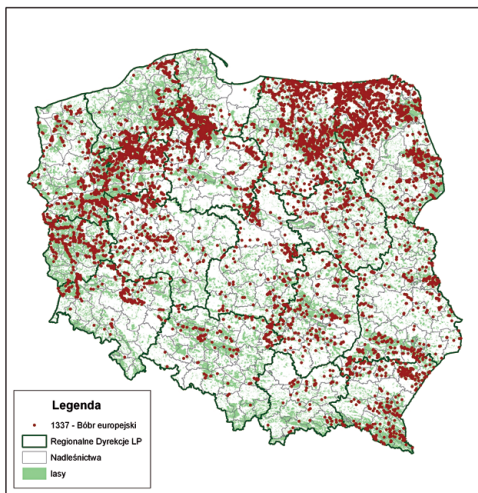 Legenda
1337 - Bóbr europejski
Regionalne Dyrekcje LP
Nadleśnictwa
lasy